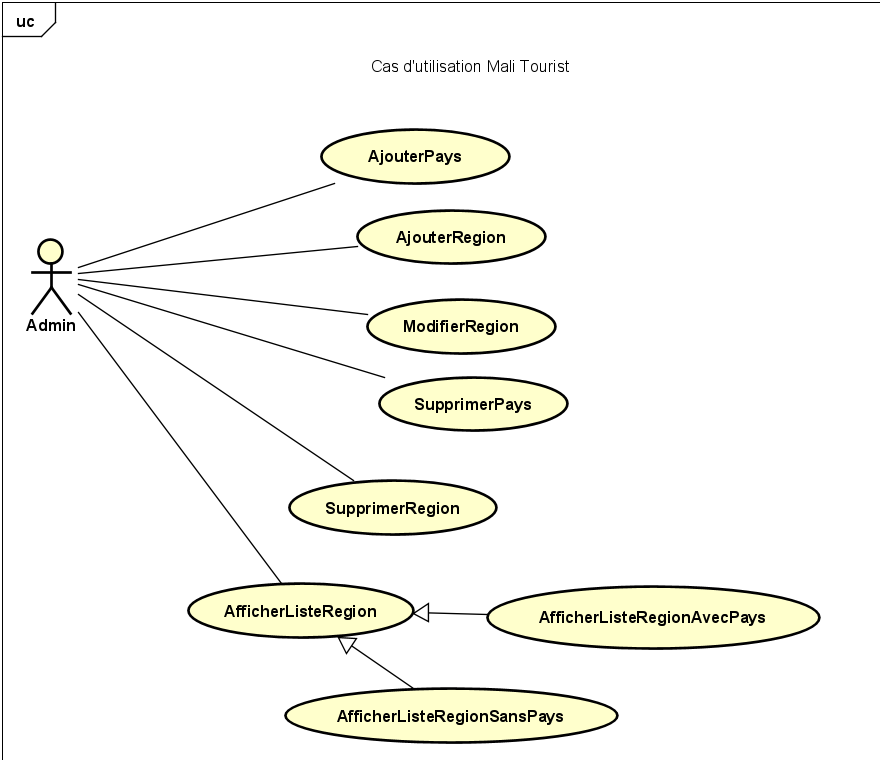 uc
Cas d'utilisation Mali Tourist
AjouterPays
AjouterRegion
Admin
ModifierRegion
SupprimerPays
SupprimerRegion
AfficherListeRegion
AfficherListeRegionAvecPays
AfficherListeRegionSansPays